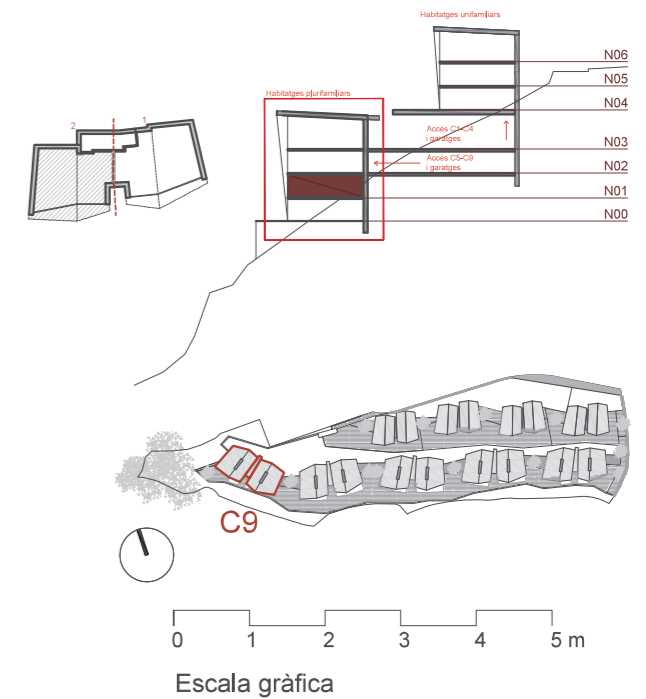 Habitatges unifamiliars
N06
N05
Habitatges plurifamiliars
N04
2
1
Accés C1-C4
i garatges
N03
Accés C5-C9
i garatges
N02
N01
N00
C9
0 1 2 3 4 5 m
Escala gràfica